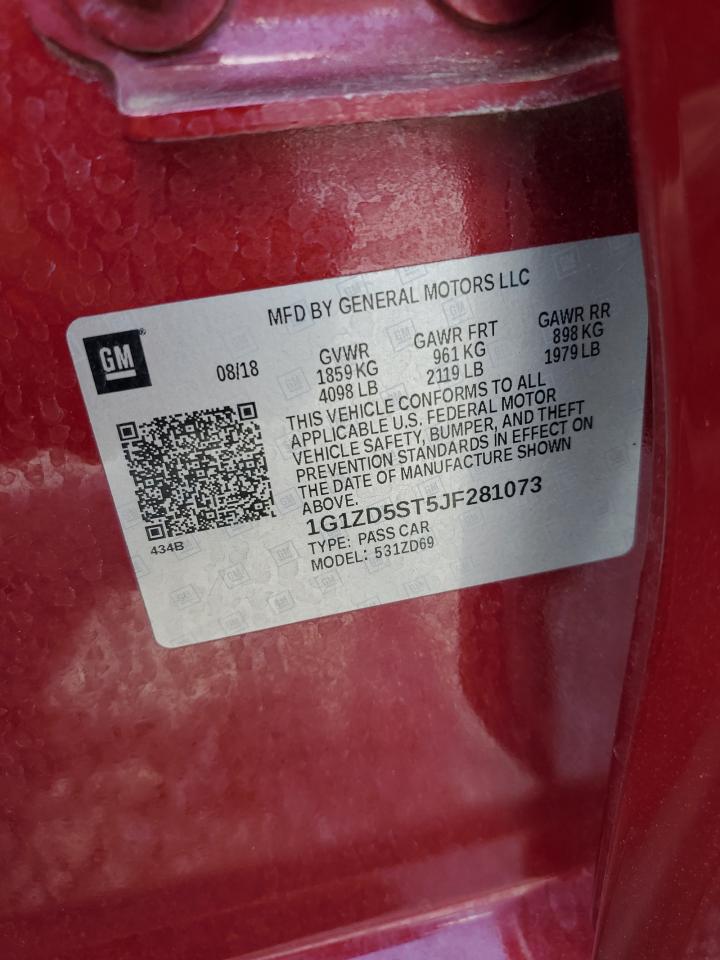 MFD BY GENERAL MOTORS LLC
GM
08/18
GVWR
1859 KG
4098 LB
GAWR FRT
961 KG
2119 LB
GAWR RR
898 KG
1979 LB
THIS VEHICLE CONFORMS TO ALL
APPLICABLE U.S. FEDERAL MOTOR
VEHICLE SAFETY, BUMPER, AND THEFT
PREVENTION STANDARDS IN EFFECT ON
THE DATE OF MANUFACTURE SHOWN
ABOVE.
1G1ZD5ST5JF281073
TYPE: PASS CAR
MODEL: 531ZD69
434B